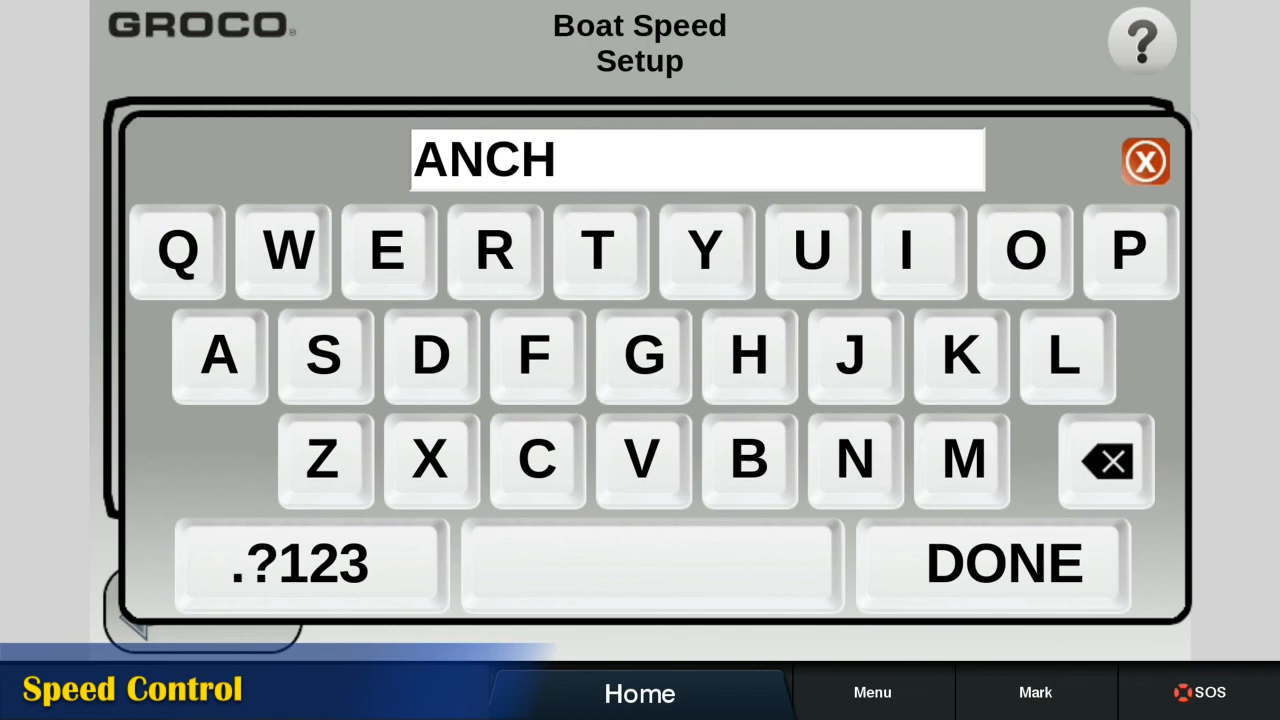 GROCO®
Boat Speed
Setup
?
ANCH
X
Q W E R T Y U I O P
A S D F G H J K L
Z X C V B N M
.?123 DONE
Speed Control Home Menu Mark SOS